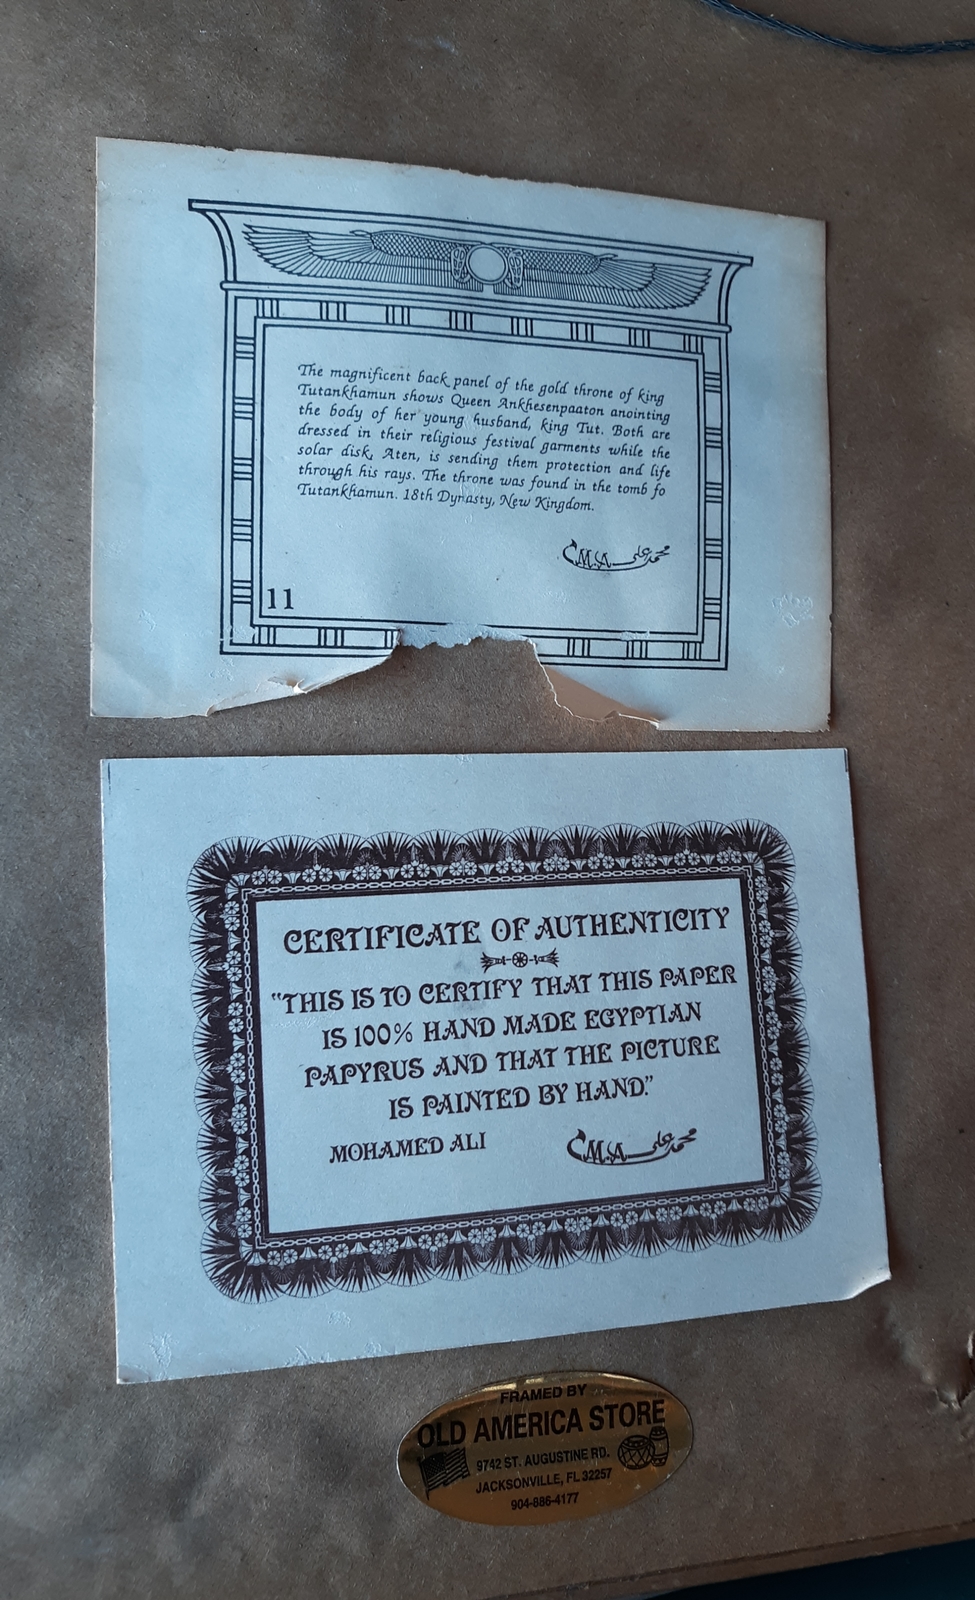 The magnificent back panel of the gold throne of king
Tutankhamun shows Queen Ankhesenpaaton anointing
the body of her young husband, king Tut. Both are
dressed in their religious festival garments while the
solar disk, Aten, is sending them protection and life
through his rays. The throne was found in the tomb fo
Tutankhamun. 18th Dynasty, New Kingdom.
M.A محمد علي
11
CERTIFICATE OF AUTHENTICITY
"THIS IS TO CERTIFY THAT THIS PAPER
IS 100% HAND MADE EGYPTIAN
PAPYRUS AND THAT THE PICTURE
IS PAINTED BY HAND."
MOHAMED ALI M.A محمد علي
FRAMED BY
OLD AMERICA STORE
9742 ST. AUGUSTINE RD.
JACKSONVILLE, FL 32257
904-886-4177